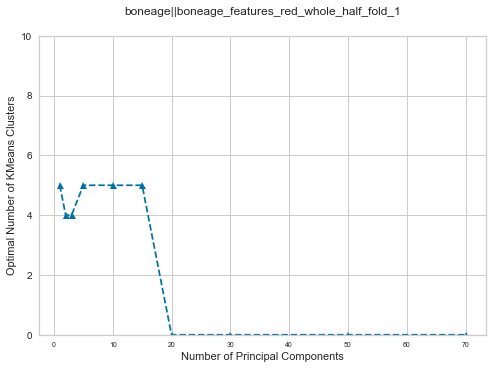 boneage||boneage_features_red_whole_half_fold_1
10
8
6
4
2
0
Optimal Number of KMeans Clusters
0 10 20 30 40 50 60 70
Number of Principal Components